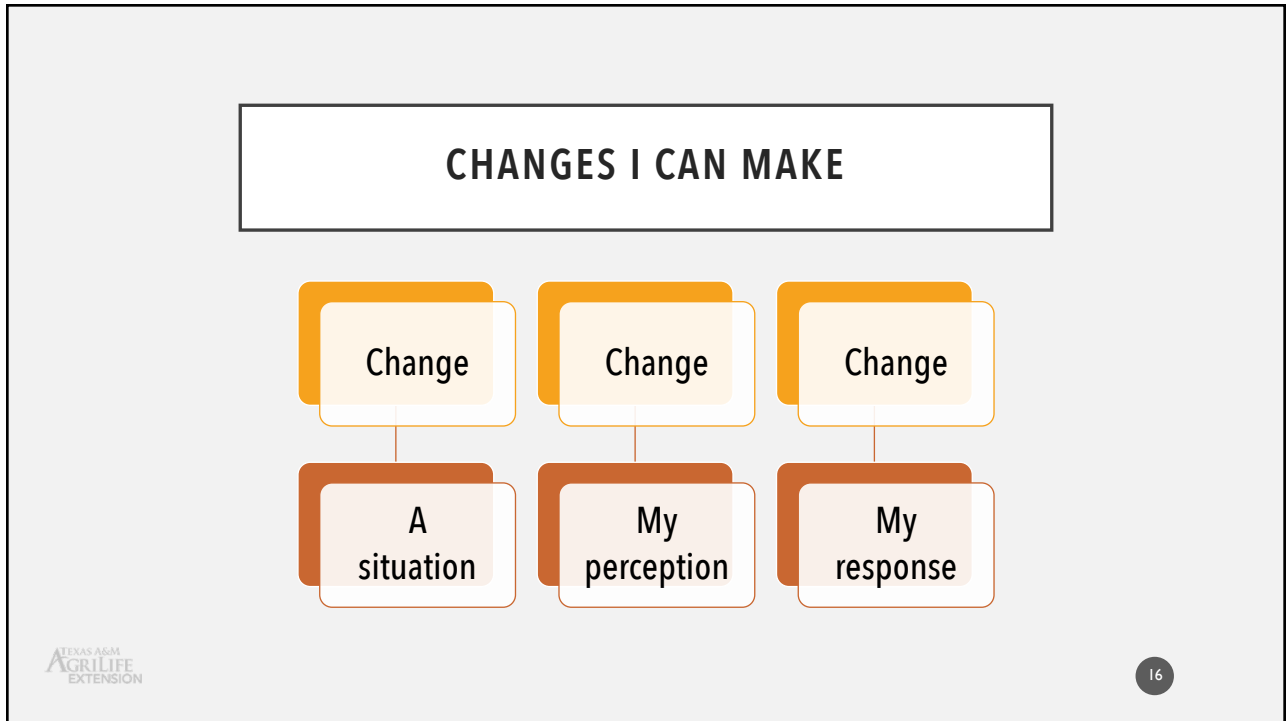 CHANGES I CAN MAKE
Change
Change
Change
A
situation
My
perception
My
response
TEXAS A&M
AGRILIFE
EXTENSION
16